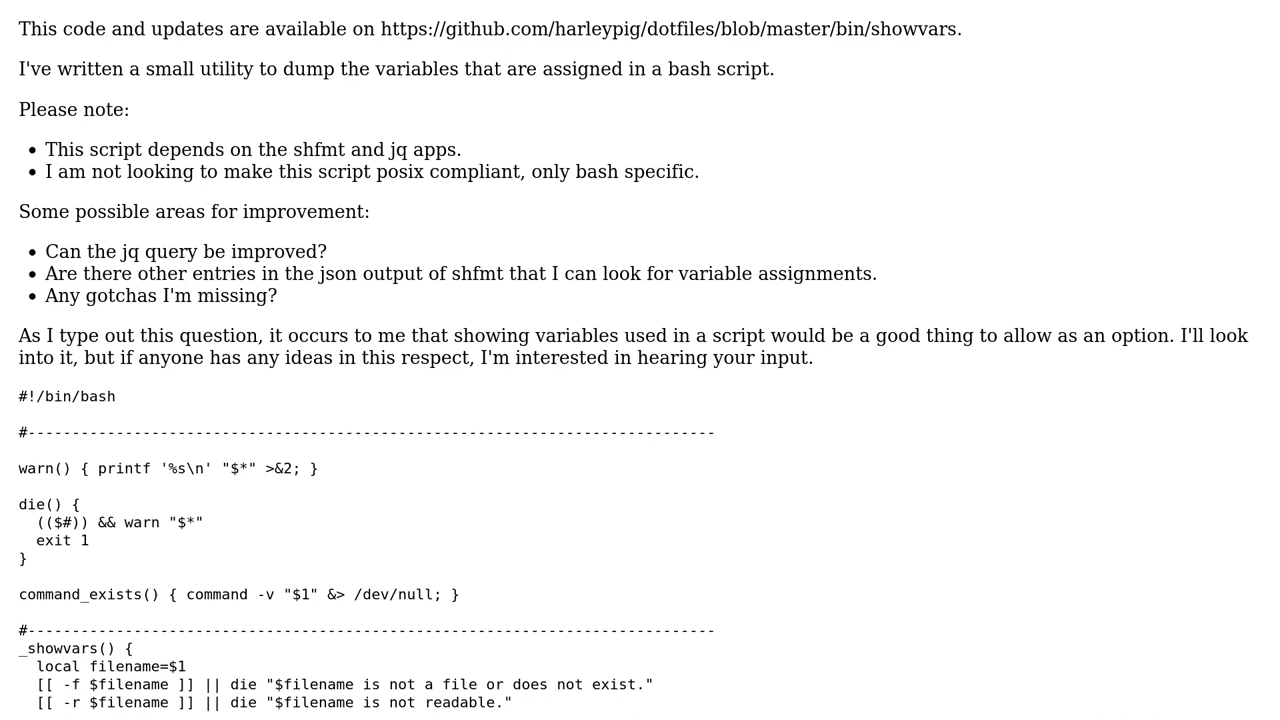 This code and updates are available on https://github.com/harleypig/dotfiles/blob/master/bin/showvars.
I've written a small utility to dump the variables that are assigned in a bash script.
Please note:
• This script depends on the shfmt and jq apps.
• I am not looking to make this script posix compliant, only bash specific.
Some possible areas for improvement:
• Can the jq query be improved?
• Are there other entries in the json output of shfmt that I can look for variable assignments.
• Any gotchas I'm missing?
As I type out this question, it occurs to me that showing variables used in a script would be a good thing to allow as an option. I'll look
into it, but if anyone has any ideas in this respect, I'm interested in hearing your input.
#!/bin/bash
#------------------------------------------------------------------------------
warn() { printf '%s\n' "$*" >&2; }
die() {
  (($#)) && warn "$*"
  exit 1
}
command_exists() { command -v "$1" &> /dev/null; }
#------------------------------------------------------------------------------
_showvars() {
  local filename=$1
  [[ -f $filename ]] || die "$filename is not a file or does not exist."
  [[ -r $filename ]] || die "$filename is not readable."